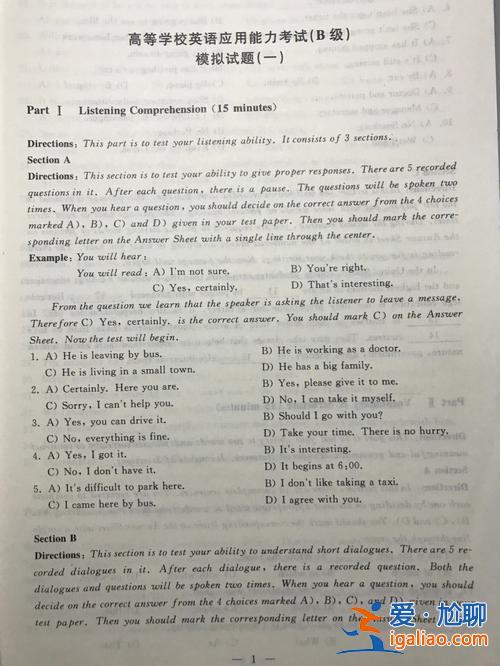 高等学校英语应用能力考试(B 级)
模拟试题(一)
Part Ⅰ Listening Comprehension (15 minutes)
Directions: This part is to test your listening ability. It consists of 3 sections.
Section A
Directions: This section is to test your ability to give proper responses. There are 5 recorded
questions in it. After each question, there is a pause. The questions will be spoken two
times. When you hear a question, you should decide on the correct answer from the 4 choices
marked A), B), C) and D) given in your test paper. Then you should mark the corre-
sponding letter on the Answer Sheet with a single line through the center.
Example: You will hear:
You will read: A) I'm not sure. B) You're right.
C) Yes, certainly. D) That's interesting.
From the question we learn that the speaker is asking the listener to leave a message.
Therefore C) Yes, certainly. is the correct answer. You should mark C) on the Answer
Sheet. Now the test will begin.
1. A) He is leaving by bus. B) He is working as a doctor.
C) He is living in a small town. D) He has a big family.
2. A) Certainly. Here you are. B) Yes, please give it to me.
C) Sorry, I can't help you. D) No, I can take it myself.
3. A) Yes, you can drive it. B) Should I go with you?
C) No, everything is fine. D) Take your time. There is no hurry.
4. A) Yes, I got it. B) It's interesting.
C) No, I don't have it. D) It begins at 6:00.
5. A) It's difficult to park here. B) I don't like taking a taxi.
C) I came here by bus. D) I agree with you.
Section B
Directions: This section is to test your ability to understand short dialogues. There are 5 re-
corded dialogues in it. After each dialogue, there is a recorded question. Both the
dialogues and questions will be spoken two times. When you hear a question, you should
decide on the correct answer from the 4 choices marked A), B), C), and D) given in your
test paper. Then you should mark the corresponding letter on the Answer Sheet
— 1 —
爱·尬聊
igaliao.com